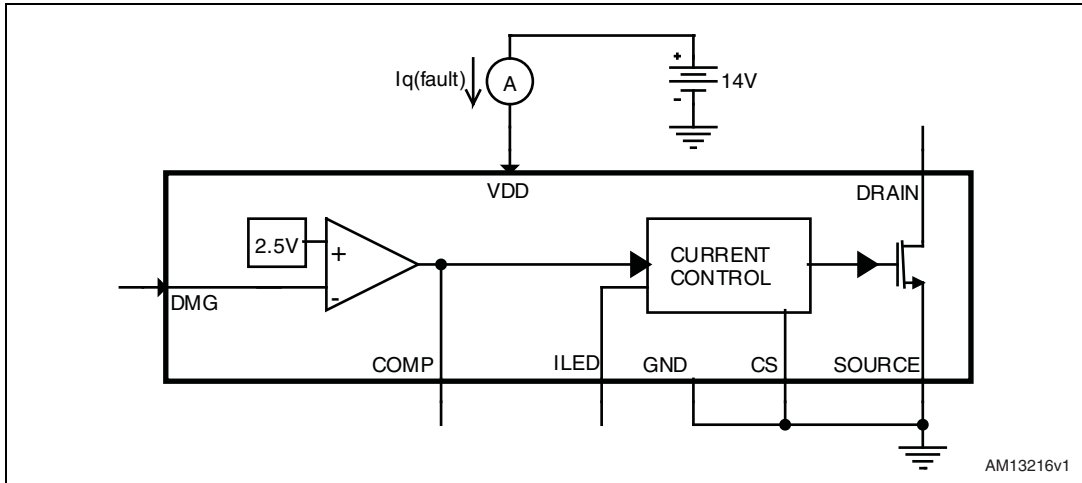 Iq(fault)
A
+
-
14V
VDD
DRAIN
2.5V
+
-
CURRENT
CONTROL
DMG
COMP
ILED
GND
CS
SOURCE
AM13216v1